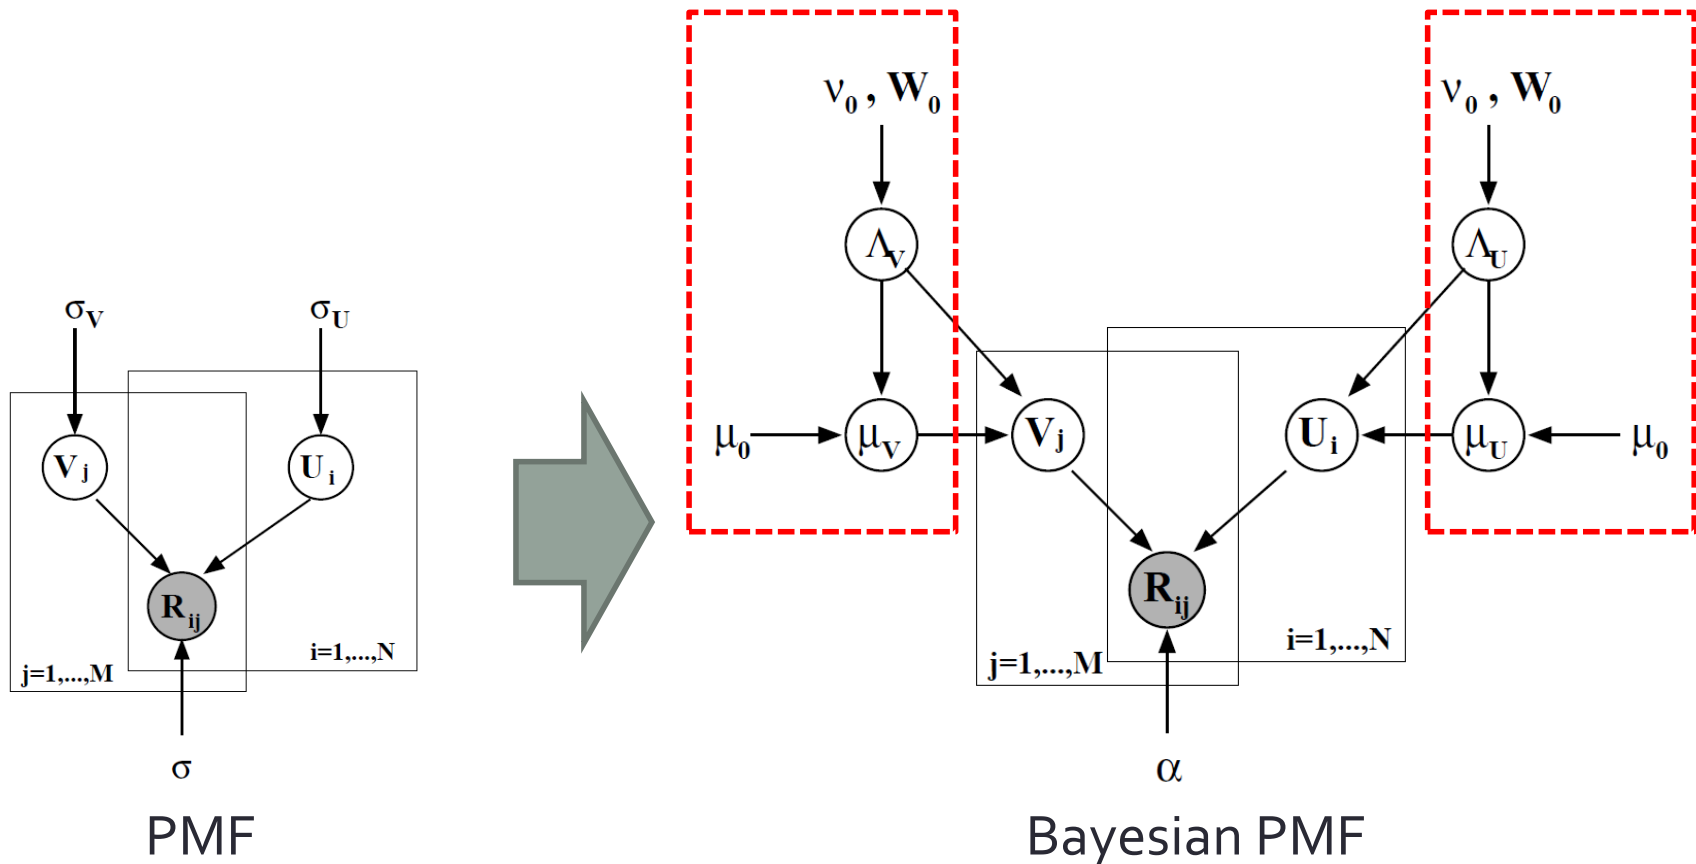 σV
σU
Vj
Ui
Rij
i=1,...,N
j=1,...,M
σ
PMF
ν0 , W0
ν0 , W0
ΛV
ΛU
μ0
μV
Vj
Ui
μU
μ0
Rij
i=1,...,N
j=1,...,M
α
Bayesian PMF